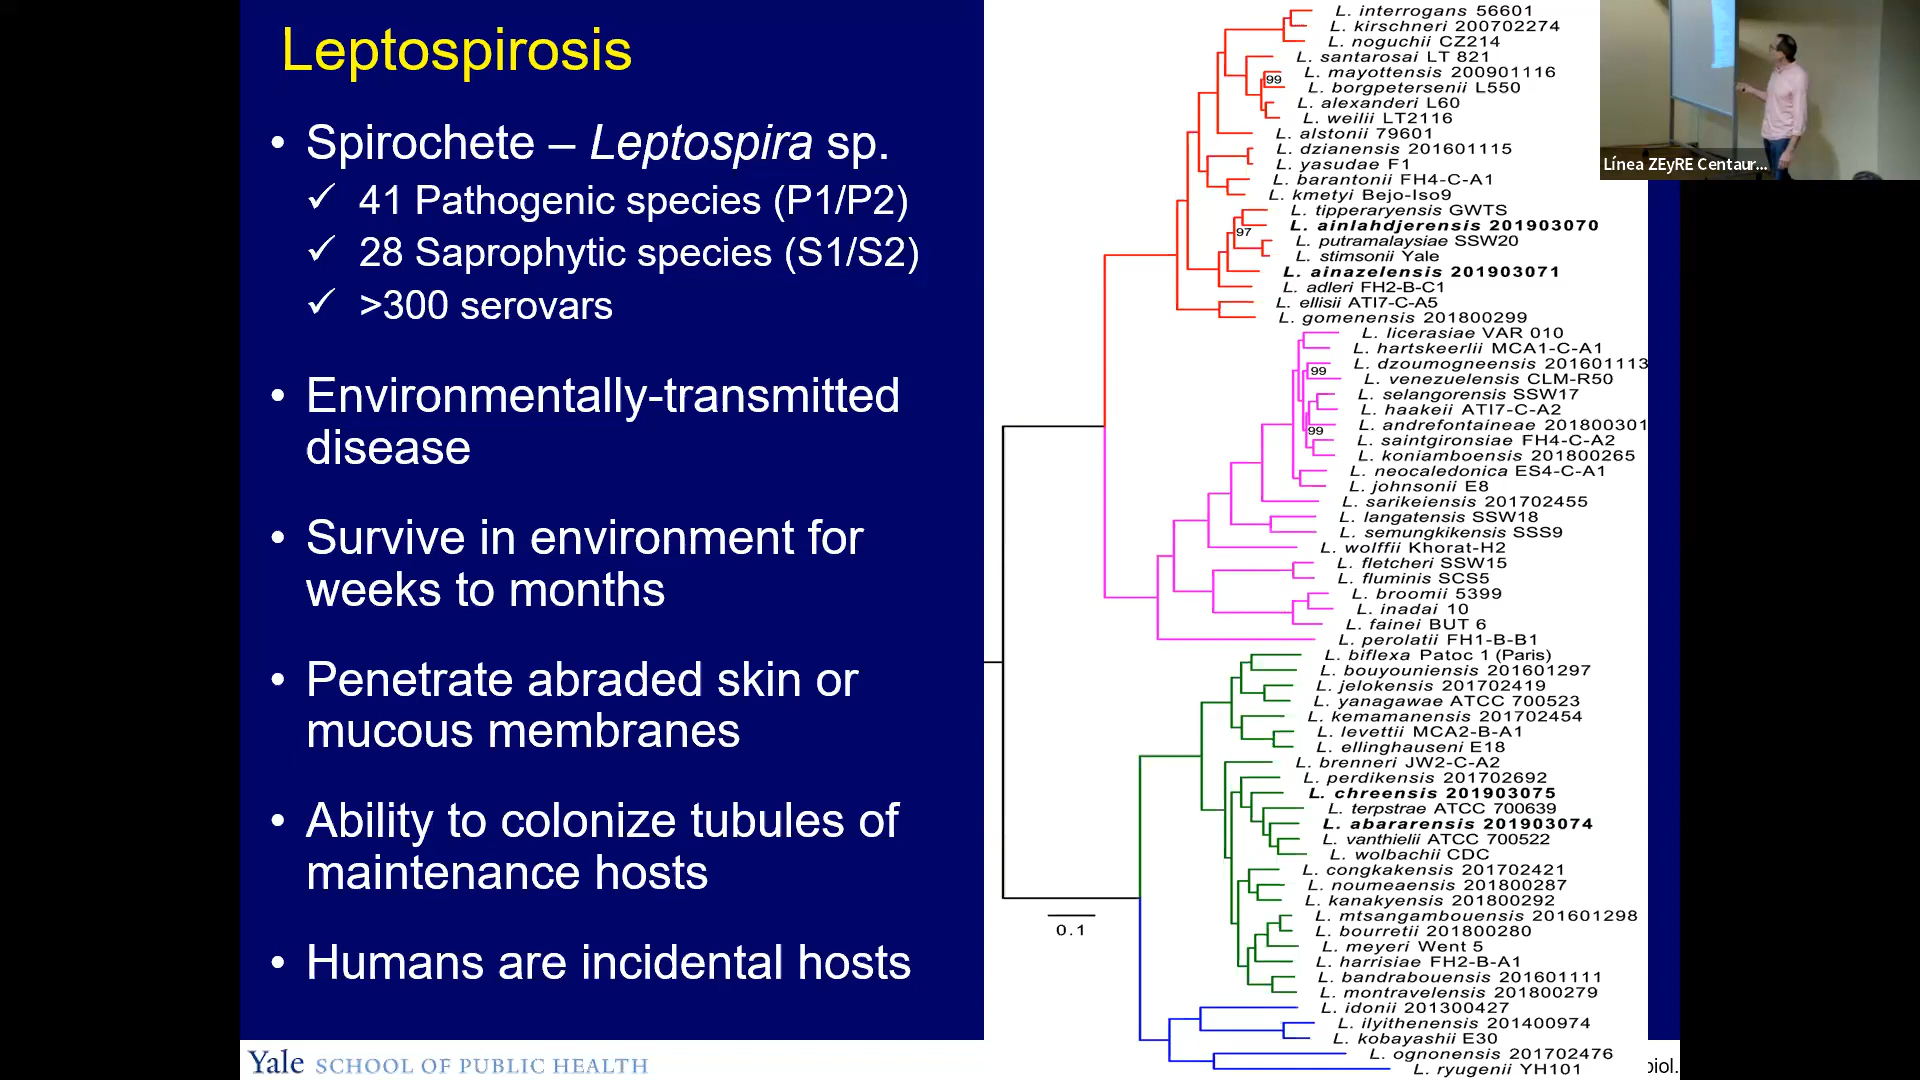 Leptospirosis
• Spirochete – Leptospira sp.
✓ 41 Pathogenic species (P1/P2)
✓ 28 Saprophytic species (S1/S2)
✓ >300 serovars
• Environmentally-transmitted
disease
• Survive in environment for
weeks to months
• Penetrate abraded skin or
mucous membranes
• Ability to colonize tubules of
maintenance hosts
• Humans are incidental hosts
Yale SCHOOL OF PUBLIC HEALTH
L. interrogans 56601
L. kirschneri 200702274
L. noguchii CZ214
L. santarosai LT 821
L. mayottensis 200901116
99
L. borgpetersenii L550
L. alexanderi L60
L. weilii LT2116
L. alstonii 79601
L. dzianensis 201601115
L. yasudae F1
L. barantonii FH4-C-A1
L. kmetyi Bejo-Iso9
L. tipperaryensis GWTS
L. ainlahdjerensis 201903070
97
L. putramalaysiae SSW20
L. stimsonii Yale
L. ainazelensis 201903071
L. adleri FH2-B-C1
L. ellisii ATI7-C-A5
L. gomenensis 201800299
L. licerasiae VAR 010
L. hartskeerlii MCA1-C-A1
L. dzoumogneensis 201601113
99
L. venezuelensis CLM-R50
L. selangorensis SSW17
L. haakeii ATI7-C-A2
L. andrefontaineae 201800301
99
L. saintgironsiae FH4-C-A2
L. koniamboensis 201800265
L. neocaledonica ES4-C-A1
L. johnsonii E8
L. sarikeiensis 201702455
L. langatensis SSW18
L. semungkikensis SSS9
L. wolffii Khorat-H2
L. fletcheri SSW15
L. fluminis SCS5
L. broomii 5399
L. inadai 10
L. fainei BUT 6
L. perolatii FH1-B-B1
L. biflexa Patoc 1 (Paris)
L. bouyouniensis 201601297
L. jelokensis 201702419
L. yanagawae ATCC 700523
L. kemamanensis 201702454
L. levettii MCA2-B-A1
L. ellinghauseni E18
L. brenneri JW2-C-A2
L. perdikensis 201702692
L. chreensis 201903075
L. terpstrae ATCC 700639
L. abararensis 201903074
L. vanthielii ATCC 700522
L. wolbachii CDC
L. congkakensis 201702421
L. noumeaensis 201800287
L. kanakyensis 201800292
L. mtsangambouensis 201601298
L. bourretii 201800280
L. meyeri Went 5
L. harrisiae FH2-B-A1
L. bandrabouensis 201601111
L. montravelensis 201800279
L. idonii 201300427
L. ilyithenensis 201400974
L. kobayashii E30
L. ognonensis 201702476
L. ryugenii YH101
0.1
biol.
Línea ZEyRE Centaur...